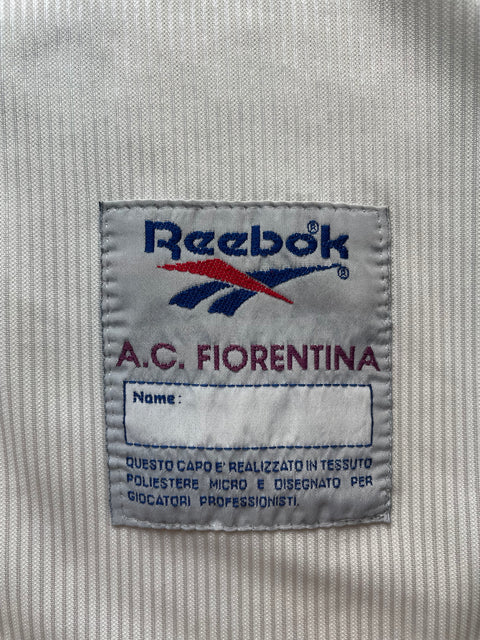 Reebok®
®
A.C. FIORENTINA
Name:
QUESTO CAPO E' REALIZZATO IN TESSUTO
POLIESTERE MICRO E DISEGNATO PER
GIOCATORI PROFESSIONISTI.